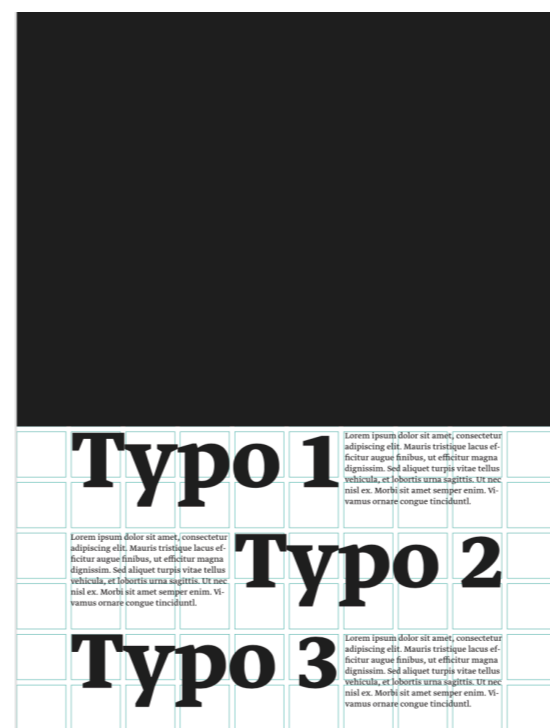 Typo 1
Lorem ipsum dolor sit amet, consectetur
adipiscing elit. Mauris tristique lacus ef-
ficitur augue finibus, ut efficitur magna
dignissim. Sed aliquet turpis vitae tellus
vehicula, et lobortis urna sagittis. Ut nec
nisl ex. Morbi sit amet semper enim. Vi-
vamus ornare congue tinciduntl.
Lorem ipsum dolor sit amet, consectetur
adipiscing elit. Mauris tristique lacus ef-
ficitur augue finibus, ut efficitur magna
dignissim. Sed aliquet turpis vitae tellus
vehicula, et lobortis urna sagittis. Ut nec
nisl ex. Morbi sit amet semper enim. Vi-
vamus ornare congue tinciduntl.
Typo 2
Typo 3
Lorem ipsum dolor sit amet, consectetur
adipiscing elit. Mauris tristique lacus ef-
ficitur augue finibus, ut efficitur magna
dignissim. Sed aliquet turpis vitae tellus
vehicula, et lobortis urna sagittis. Ut nec
nisl ex. Morbi sit amet semper enim. Vi-
vamus ornare congue tinciduntl.